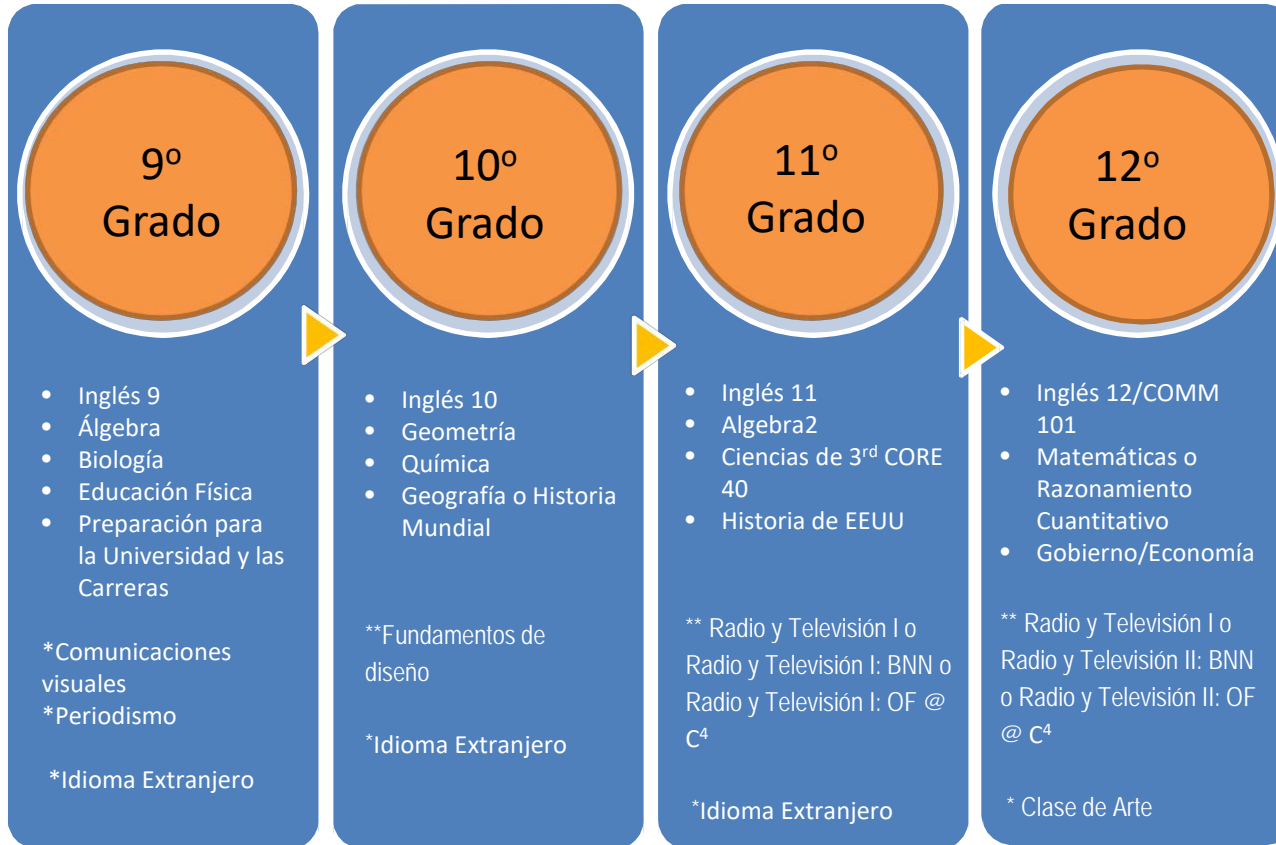 9º
Grado
• Inglés 9
• Álgebra
• Biología
• Educación Física
• Preparación para
la Universidad y las
Carreras
*Comunicaciones
visuales
*Periodismo
*Idioma Extranjero
10º
Grado
• Inglés 10
• Geometría
• Química
• Geografía o Historia
Mundial
**Fundamentos de
diseño
*Idioma Extranjero
11º
Grado
• Inglés 11
• Algebra2
• Ciencias de 3rd CORE
40
• Historia de EEUU
** Radio y Televisión I o
Radio y Televisión I: BNN o
Radio y Televisión I: OF @
C4
*Idioma Extranjero
12º
Grado
• Inglés 12/COMM
101
• Matemáticas o
Razonamiento
Cuantitativo
• Gobierno/Economía
** Radio y Televisión I o
Radio y Televisión II: BNN
o Radio y Televisión II: OF
@ C4
* Clase de Arte